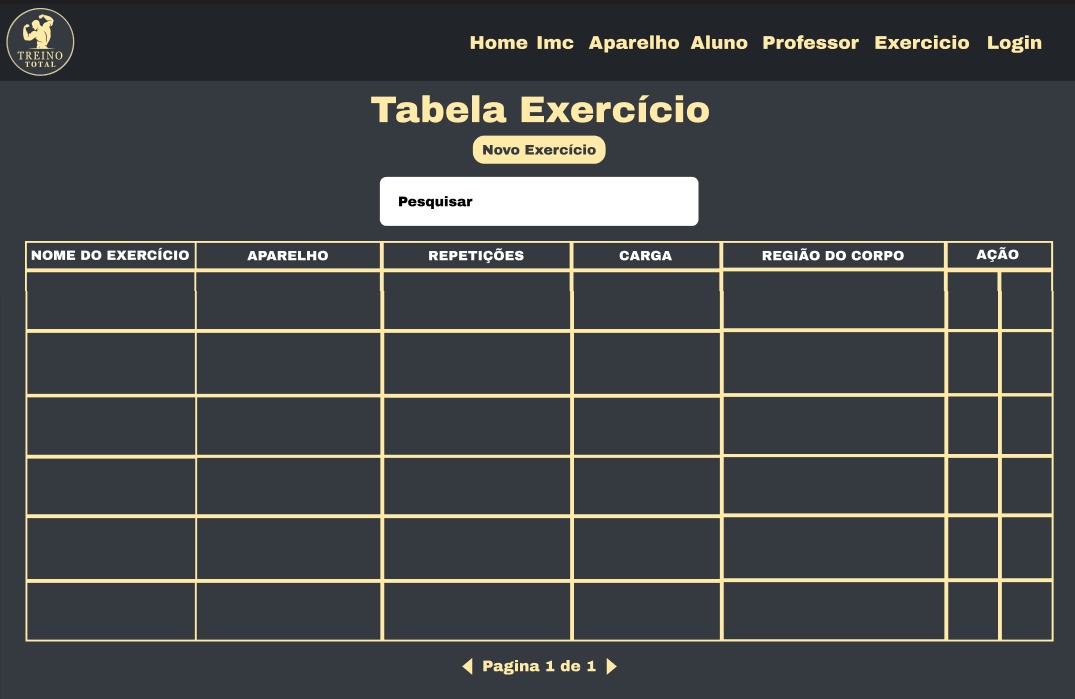 TREINO
TOTAL
Home Imc Aparelho Aluno Professor Exercicio Login
Tabela Exercício
Novo Exercício
Pesquisar
NOME DO EXERCÍCIO APARELHO REPETIÇÕES CARGA REGIÃO DO CORPO AÇÃO
Pagina 1 de 1